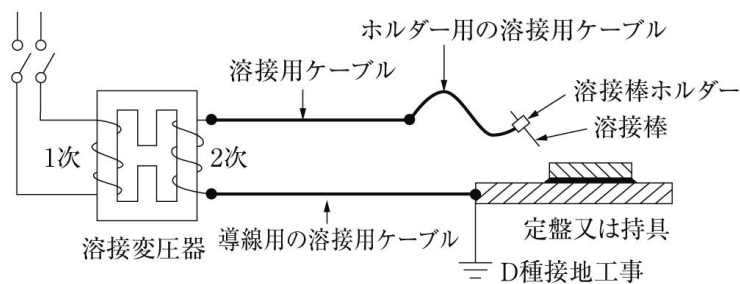 ホルダー用の溶接用ケーブル
溶接用ケーブル
溶接棒ホルダー
溶接棒
1次
2次
定盤又は持具
溶接変圧器
導線用の溶接用ケーブル
D種接地工事